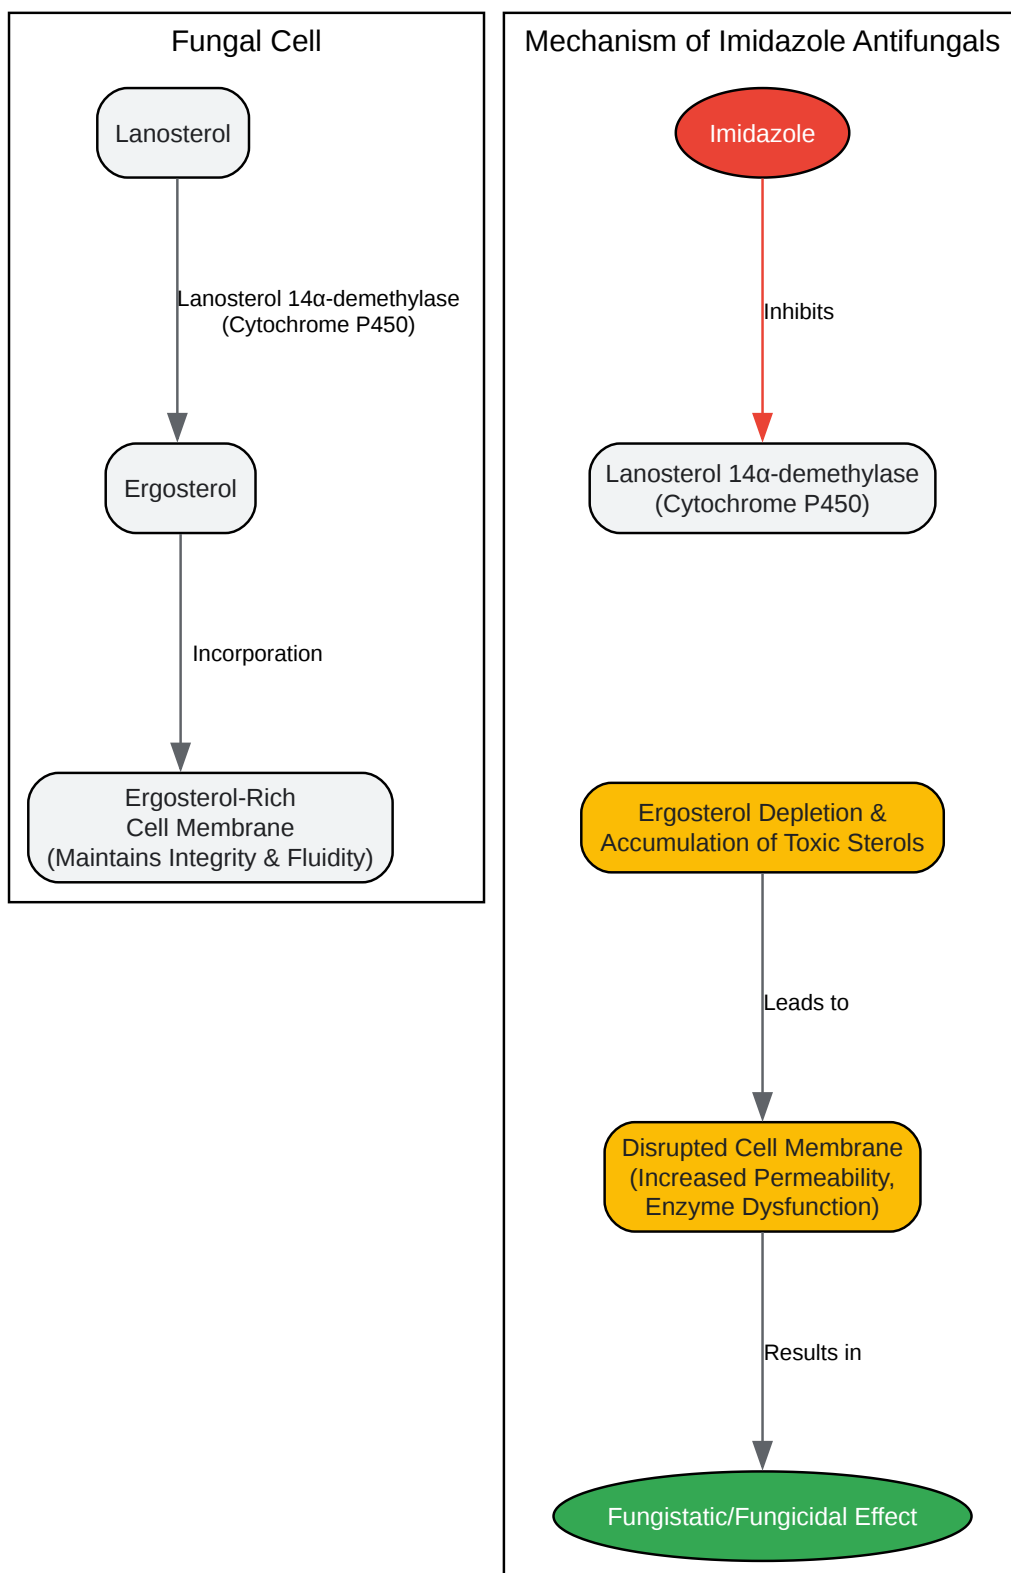 Fungal Cell
Lanosterol
Lanosterol 14α-demethylase
(Cytochrome P450)
Ergosterol
Incorporation
Ergosterol-Rich
Cell Membrane
(Maintains Integrity & Fluidity)
Mechanism of Imidazole Antifungals
Imidazole
Inhibits
Lanosterol 14α-demethylase
(Cytochrome P450)
Ergosterol Depletion &
Accumulation of Toxic Sterols
Leads to
Disrupted Cell Membrane
(Increased Permeability,
Enzyme Dysfunction)
Results in
Fungistatic/Fungicidal Effect